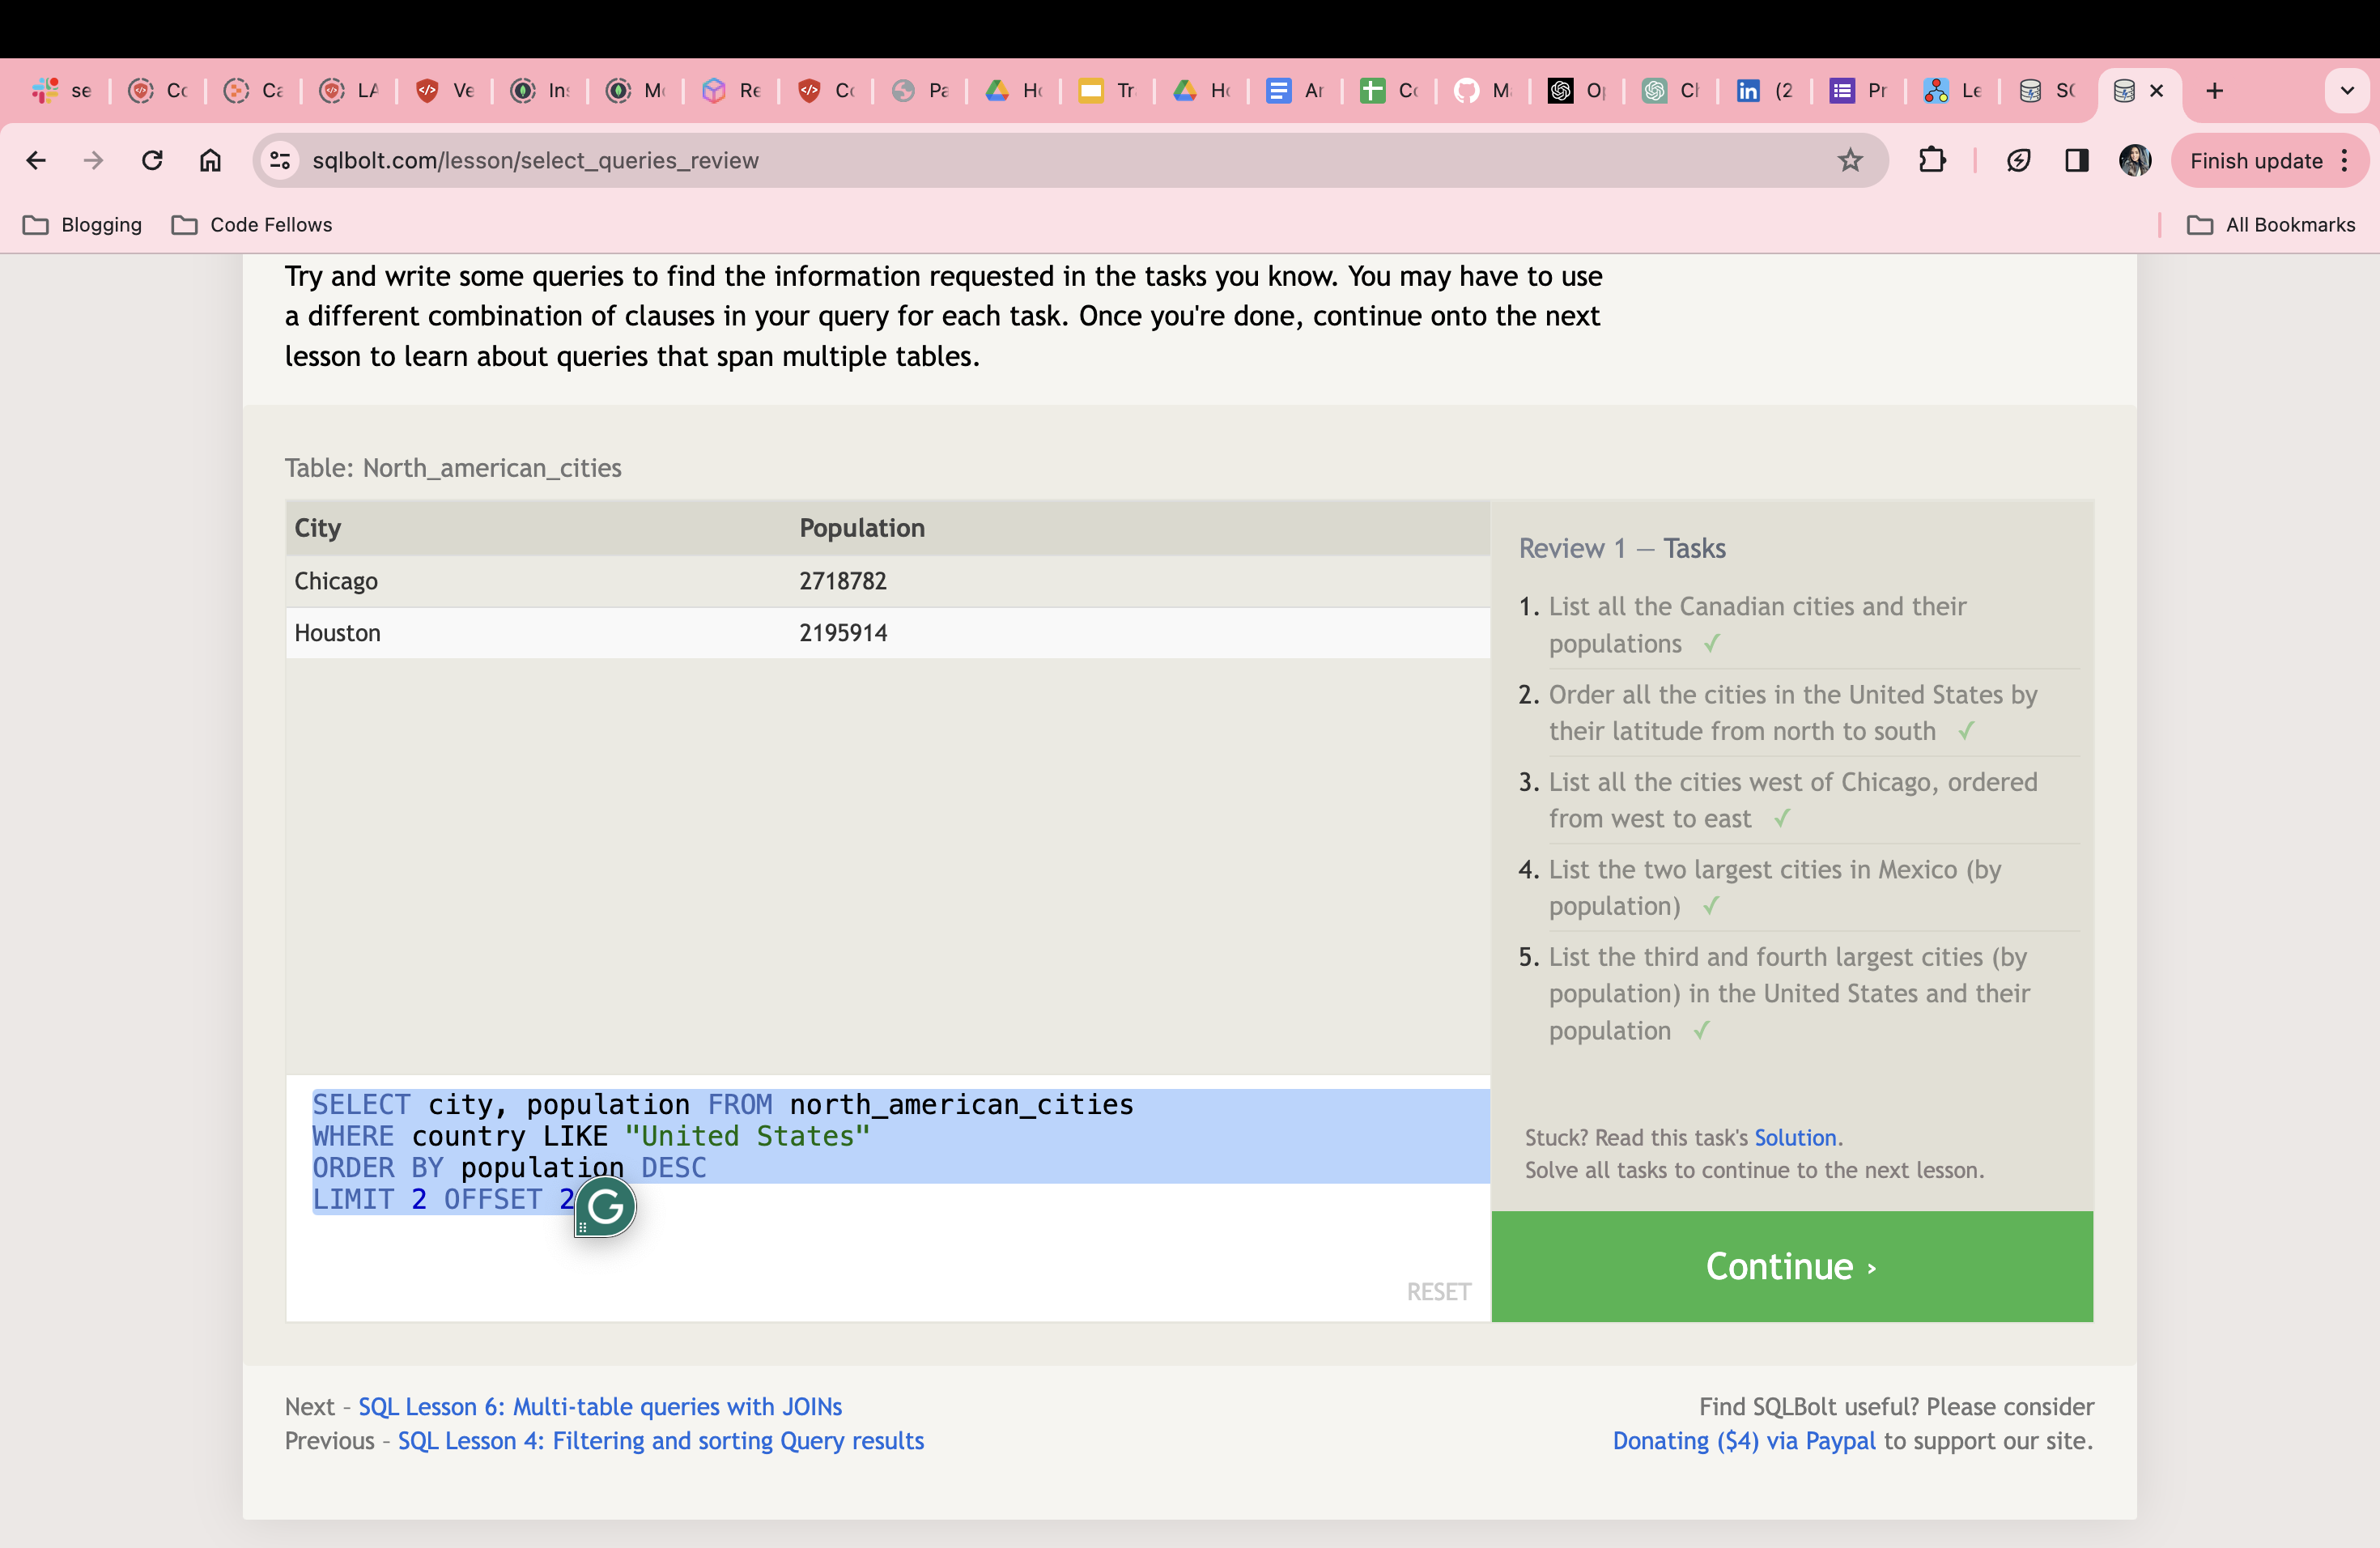 se
Cc
Ca
LA
Ve
In
M
Re
Cc
Pa
Ho
Tr
Ho
Ar
Cc
M
O
Cl
(2
Pr
Le
SC
sqlbolt.com/lesson/select_queries_review
Finish update
Blogging
Code Fellows
All Bookmarks
Try and write some queries to find the information requested in the tasks you know. You may have to use
a different combination of clauses in your query for each task. Once you're done, continue onto the next
lesson to learn about queries that span multiple tables.
Table: North_american_cities
City Population
Chicago 2718782
Houston 2195914
SELECT city, population FROM north_american_cities
WHERE country LIKE "United States"
ORDER BY population DESC
LIMIT 2 OFFSET 2
RESET
Review 1 — Tasks
1. List all the Canadian cities and their
populations ✓
2. Order all the cities in the United States by
their latitude from north to south ✓
3. List all the cities west of Chicago, ordered
from west to east ✓
4. List the two largest cities in Mexico (by
population) ✓
5. List the third and fourth largest cities (by
population) in the United States and their
population ✓
Stuck? Read this task's Solution.
Solve all tasks to continue to the next lesson.
Continue ›
Next – SQL Lesson 6: Multi-table queries with JOINs
Previous – SQL Lesson 4: Filtering and sorting Query results
Find SQLBolt useful? Please consider
Donating ($4) via Paypal to support our site.